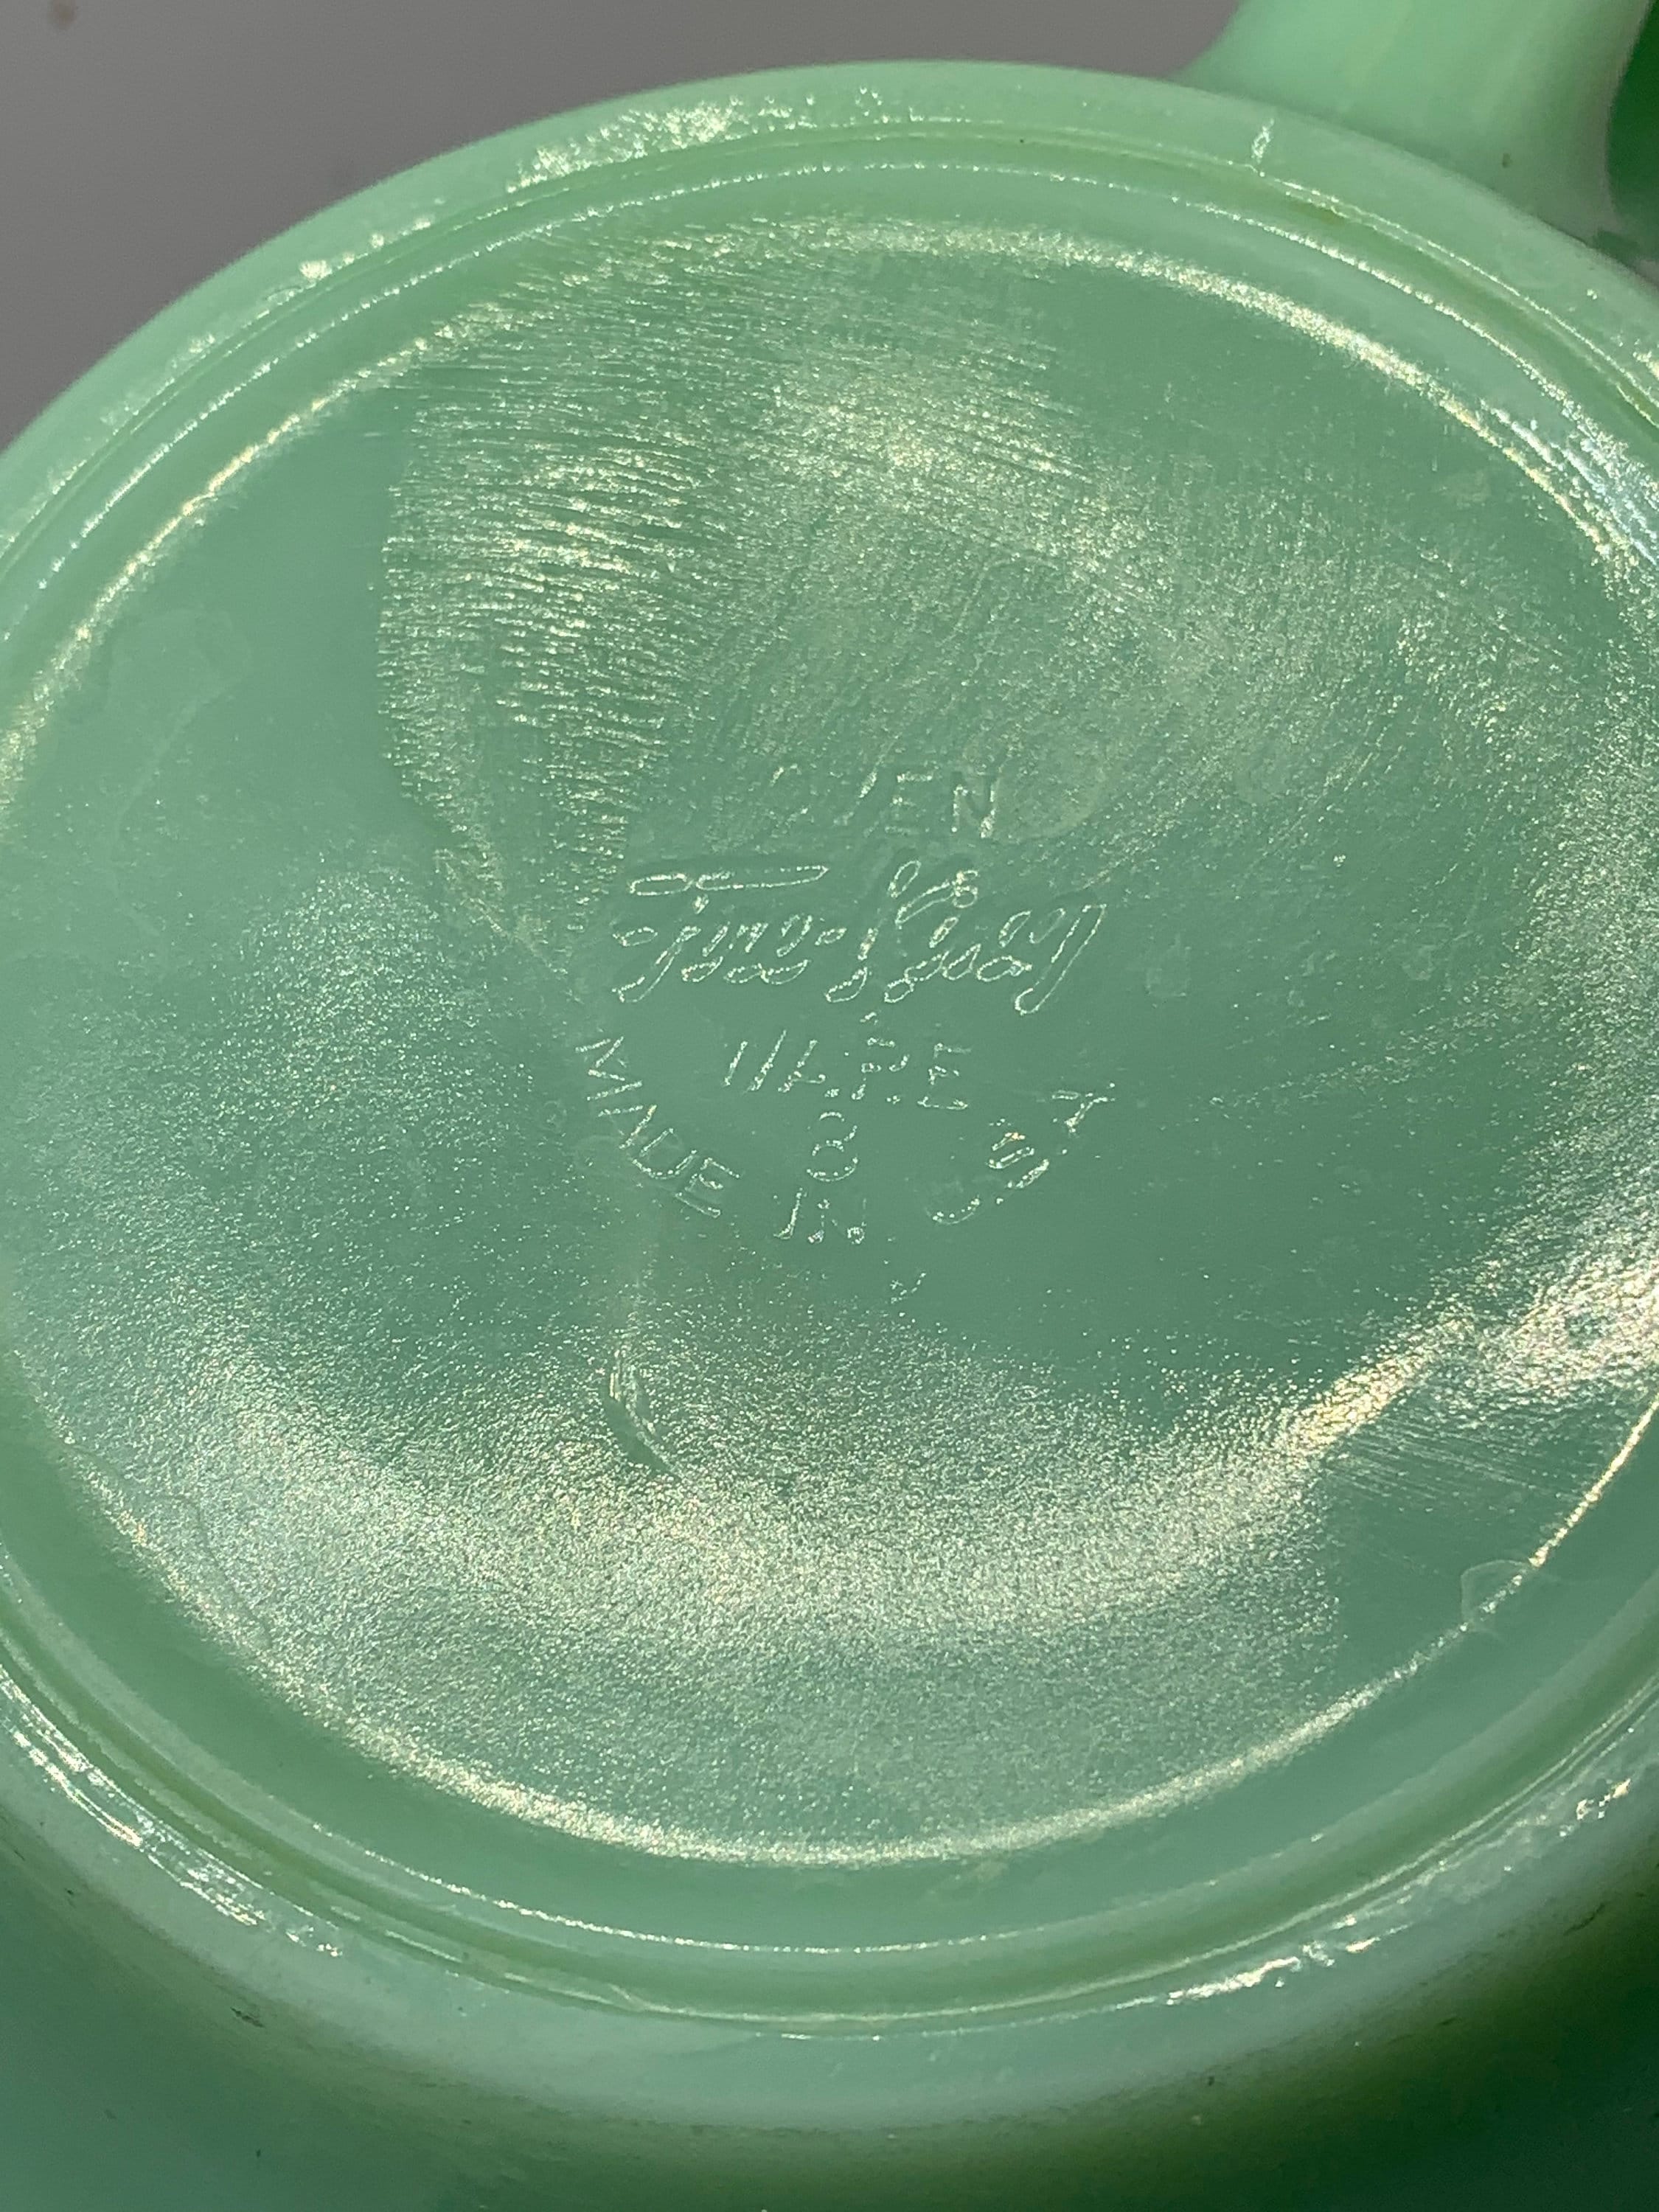 OVEN
Fire-King
WARE
8
MADE IN U.S.A